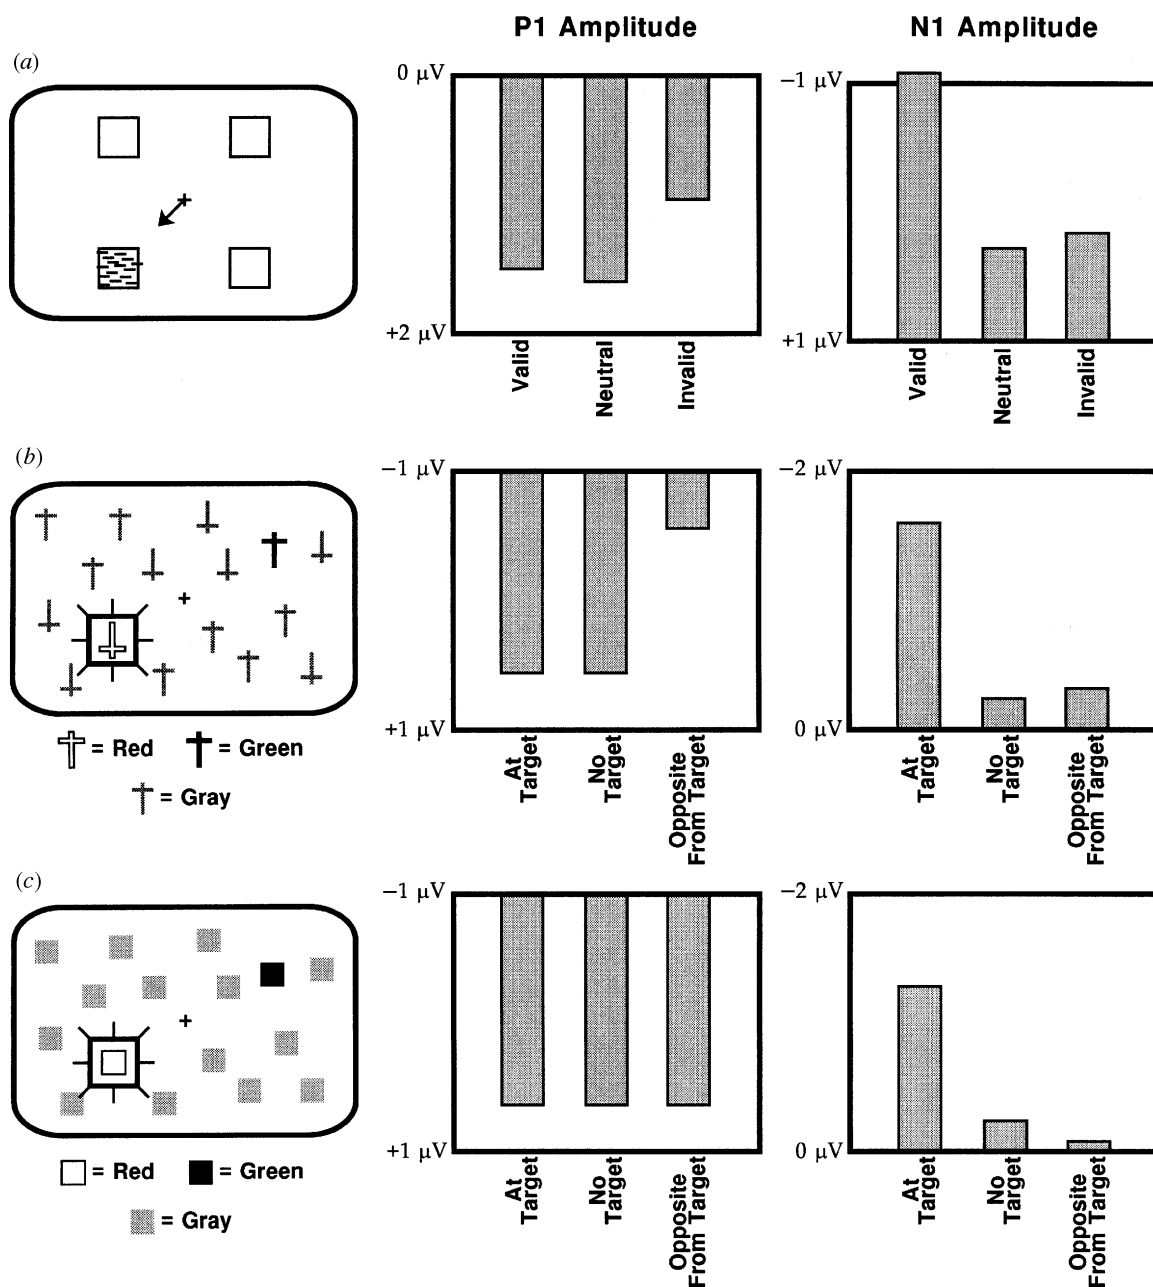 P1 Amplitude
N1 Amplitude
(a)
0 µV
+2 µV
Valid
Neutral
Invalid
-1 µV
+1 µV
Valid
Neutral
Invalid
(b)
= Red
= Green
= Gray
-1 µV
+1 µV
At
Target
No
Target
Opposite
From Target
-2 µV
0 µV
At
Target
No
Target
Opposite
From Target
(c)
= Red
= Green
= Gray
-1 µV
+1 µV
At
Target
No
Target
Opposite
From Target
-2 µV
0 µV
At
Target
No
Target
Opposite
From Target